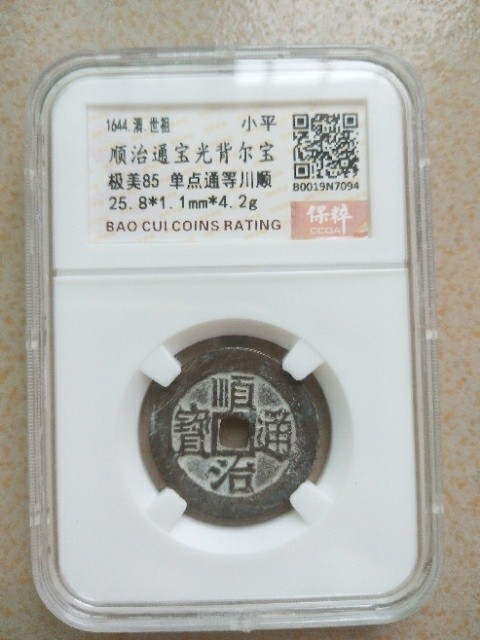 1644.清.世祖 小平
顺治通宝光背尔宝
极美85 单点通等川顺
25.8*1.1mm*4.2g
BAO CUI COINS RATING
B0019N7094
保粹
CCGA
順
寶 通
治